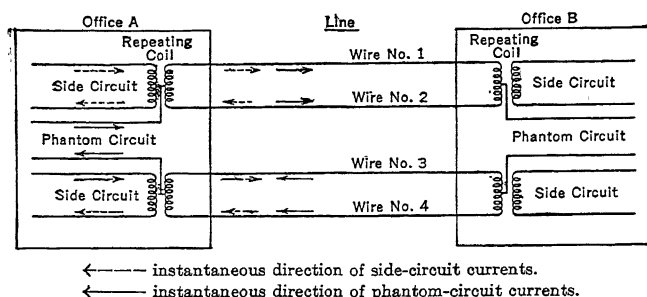 Office A
Line
Office B
Repeating
Coil
Wire No. 1
Repeating
Coil
Side Circuit
Side Circuit
Wire No. 2
Phantom Circuit
Phantom Circuit
Wire No. 3
Side Circuit
Side Circuit
Wire No. 4
instantaneous direction of side-circuit currents.
instantaneous direction of phantom-circuit currents.